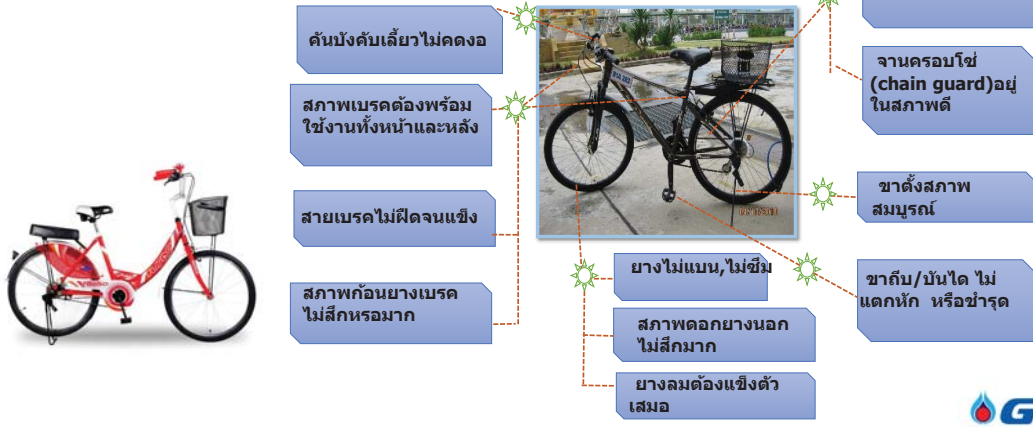 คันบังคับเลี้ยวไม่คดงอ
สภาพเบรคต้องพร้อม
ใช้งานทั้งหน้าและหลัง
สายเบรคไม่ฝืดจนแข็ง
สภาพก้อนยางเบรค
ไม่สึกหรอมาก
ยางไม่แบน,ไม่ซึม
สภาพดอกยางนอก
ไม่สึกมาก
ยางลมต้องแข็งตัว
เสมอ
จานครอบโซ่
(chain guard)อยู่
ในสภาพดี
ขาตั้งสภาพ
สมบูรณ์
ขาถีบ/บันได ไม่
แตกหัก หรือชำรุด
G